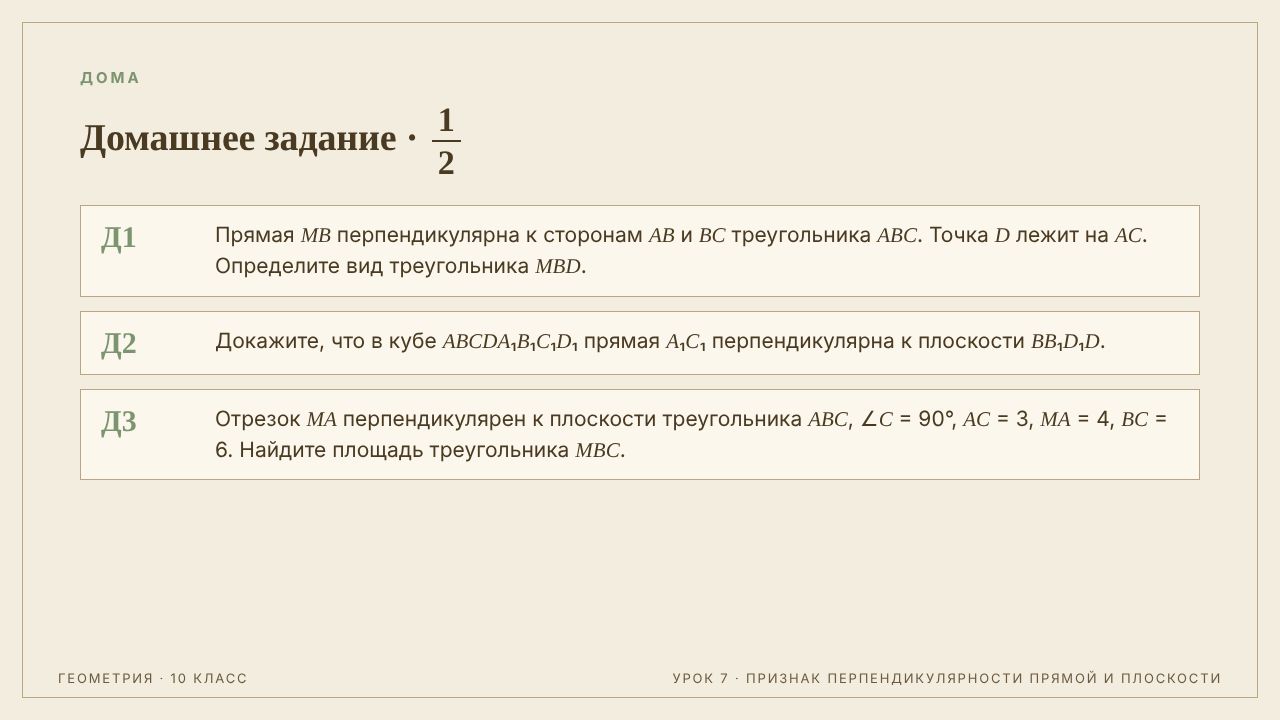 ДОМА
Домашнее задание · 1/2
Д1
Прямая MB перпендикулярна к сторонам AB и BC треугольника ABC. Точка D лежит на AC.
Определите вид треугольника MBD.
Д2
Докажите, что в кубе ABCDA₁B₁C₁D₁ прямая A₁C₁ перпендикулярна к плоскости BB₁D₁D.
Д3
Отрезок MA перпендикулярен к плоскости треугольника ABC, ∠C = 90°, AC = 3, MA = 4, BC =
6. Найдите площадь треугольника MBC.
ГЕОМЕТРИЯ · 10 КЛАСС
УРОК 7 · ПРИЗНАК ПЕРПЕНДИКУЛЯРНОСТИ ПРЯМОЙ И ПЛОСКОСТИ